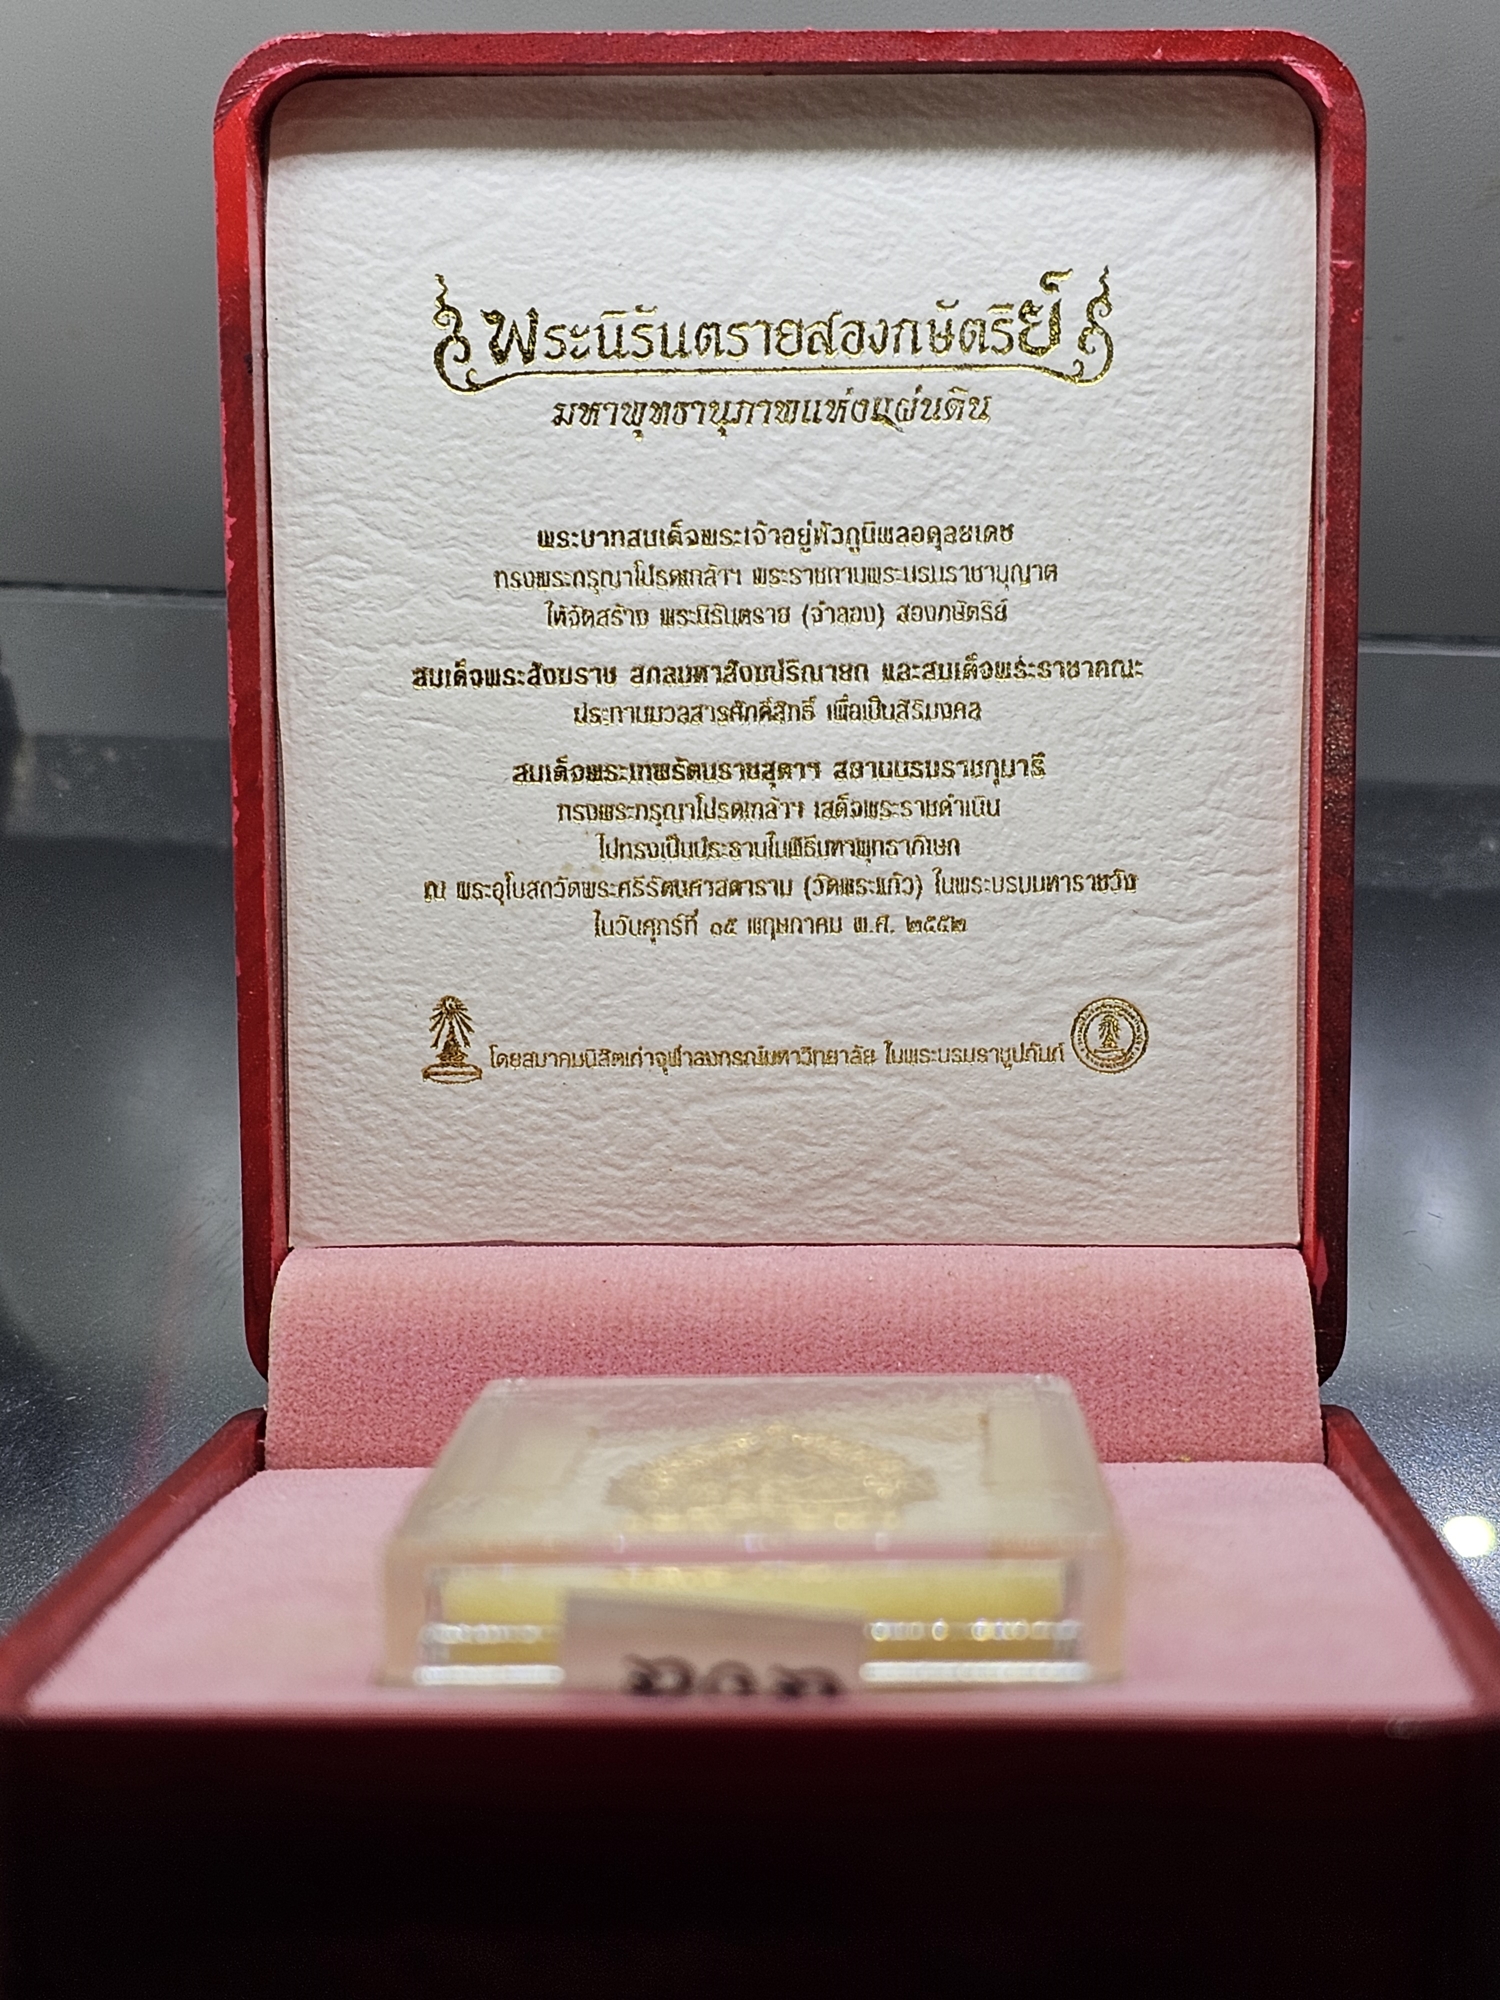 พระนิรันตรายสองกษัตริย์
มหาพุทธานุภาพแห่งแผ่นดิน
พระบาทสมเด็จพระเจ้าอยู่หัวภูมิพลอดุลยเดช
ทรงพระกรุณาโปรดเกล้าฯ พระราชทานพระบรมราชานุญาต
ให้จัดสร้าง พระนิรันตราย (จำลอง) สองกษัตริย์
สมเด็จพระสังฆราช สกลมหาสังฆปริณายก และสมเด็จพระราชาคณะ
ประทานมวลสารศักดิ์สิทธิ์ เพื่อเป็นสิริมงคล
สมเด็จพระเทพรัตนราชสุดาฯ สยามบรมราชกุมารี
ทรงพระกรุณาโปรดเกล้าฯ เสด็จพระราชดำเนิน
ไปทรงเป็นประธานในพิธีมหาพุทธาภิเษก
ณ พระอุโบสถวัดพระศรีรัตนศาสดาราม (วัดพระแก้ว) ในพระบรมมหาราชวัง
ในวันศุกร์ที่ ๑๕ พฤษภาคม พ.ศ. ๒๕๕๒
โดยสมาคมนิสิตเก่าจุฬาลงกรณ์มหาวิทยาลัย ในพระบรมราชูปถัมภ์